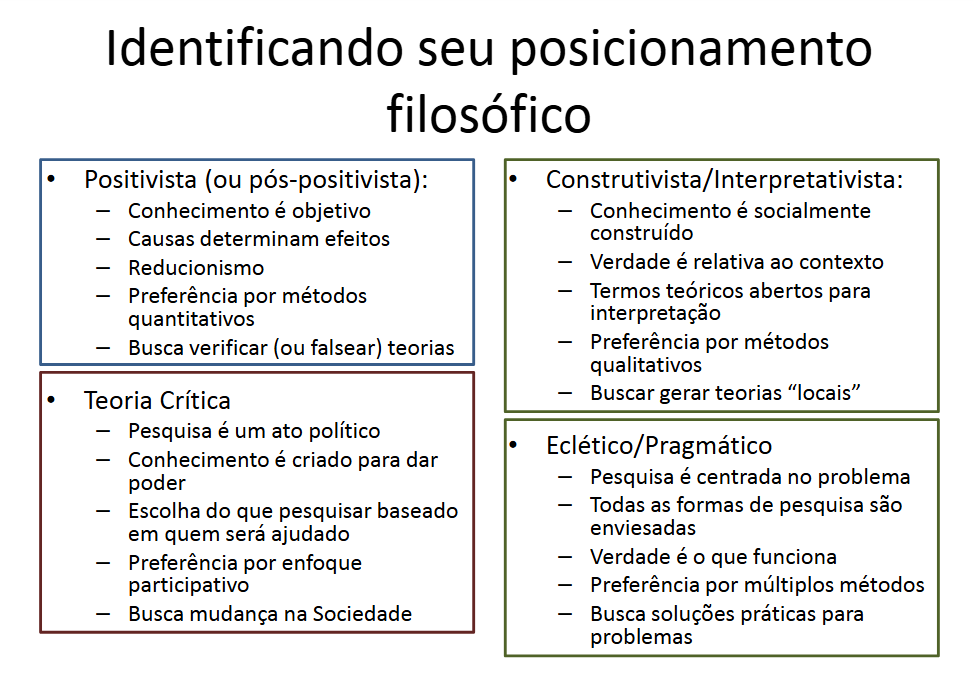 Identificando seu posicionamento
filosófico
• Positivista (ou pós-positivista):
– Conhecimento é objetivo
– Causas determinam efeitos
– Reducionismo
– Preferência por métodos
quantitativos
– Busca verificar (ou falsear) teorias
• Teoria Crítica
– Pesquisa é um ato político
– Conhecimento é criado para dar
poder
– Escolha do que pesquisar baseado
em quem será ajudado
– Preferência por enfoque
participativo
– Busca mudança na Sociedade
• Construtivista/Interpretativista:
– Conhecimento é socialmente
construído
– Verdade é relativa ao contexto
– Termos teóricos abertos para
interpretação
– Preferência por métodos
qualitativos
– Buscar gerar teorias “locais”
• Eclético/Pragmático
– Pesquisa é centrada no problema
– Todas as formas de pesquisa são
enviesadas
– Verdade é o que funciona
– Preferência por múltiplos métodos
– Busca soluções práticas para
problemas